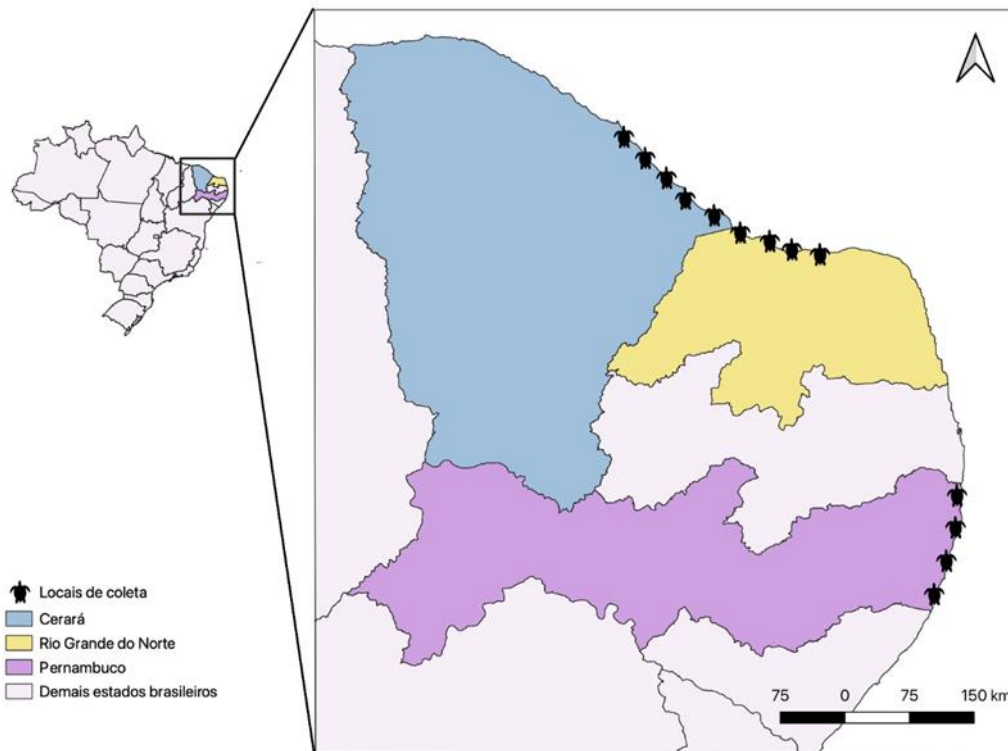 Locais de coleta
Cerará
Rio Grande do Norte
Pernambuco
Demais estados brasileiros
75 0 75 150 km